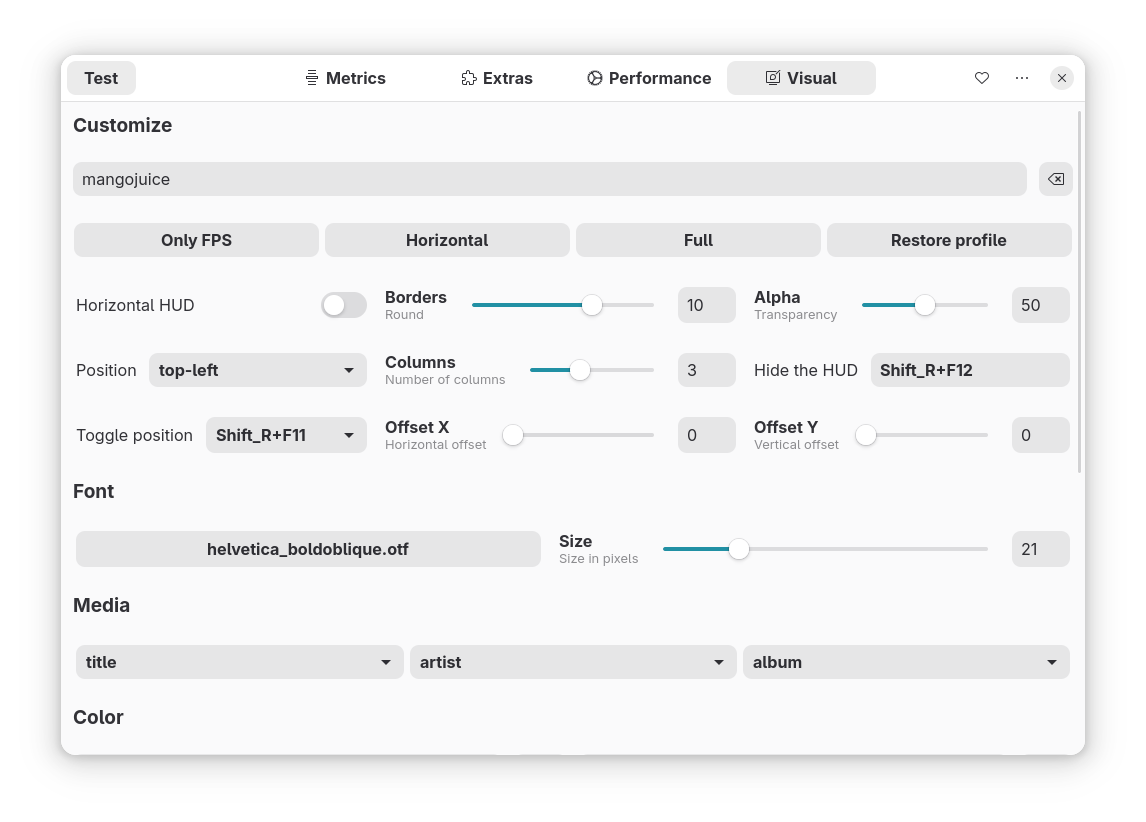 Test
Metrics
Extras
Performance
Visual
Customize
mangojuice
Only FPS
Horizontal
Full
Restore profile
Horizontal HUD
Borders
Round
10
Alpha
Transparency
50
Position
top-left
Columns
Number of columns
3
Hide the HUD
Shift_R+F12
Toggle position
Shift_R+F11
Offset X
Horizontal offset
0
Offset Y
Vertical offset
0
Font
helvetica_boldoblique.otf
Size
Size in pixels
21
Media
title
artist
album
Color